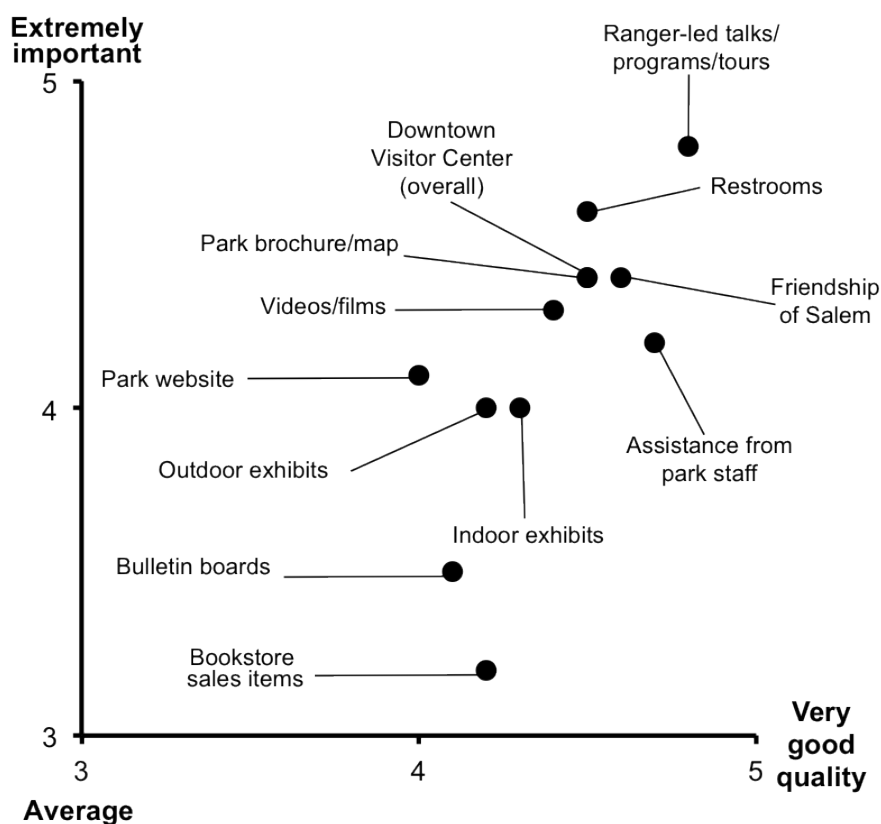 Extremely
important
5
Ranger-led talks/
programs/tours
Downtown
Visitor Center
(overall)
Restrooms
Park brochure/map
Friendship
of Salem
Videos/films
Park website
4
Assistance from
park staff
Outdoor exhibits
Indoor exhibits
Bulletin boards
Bookstore
sales items
3
3
4
5
Very
good
quality
Average